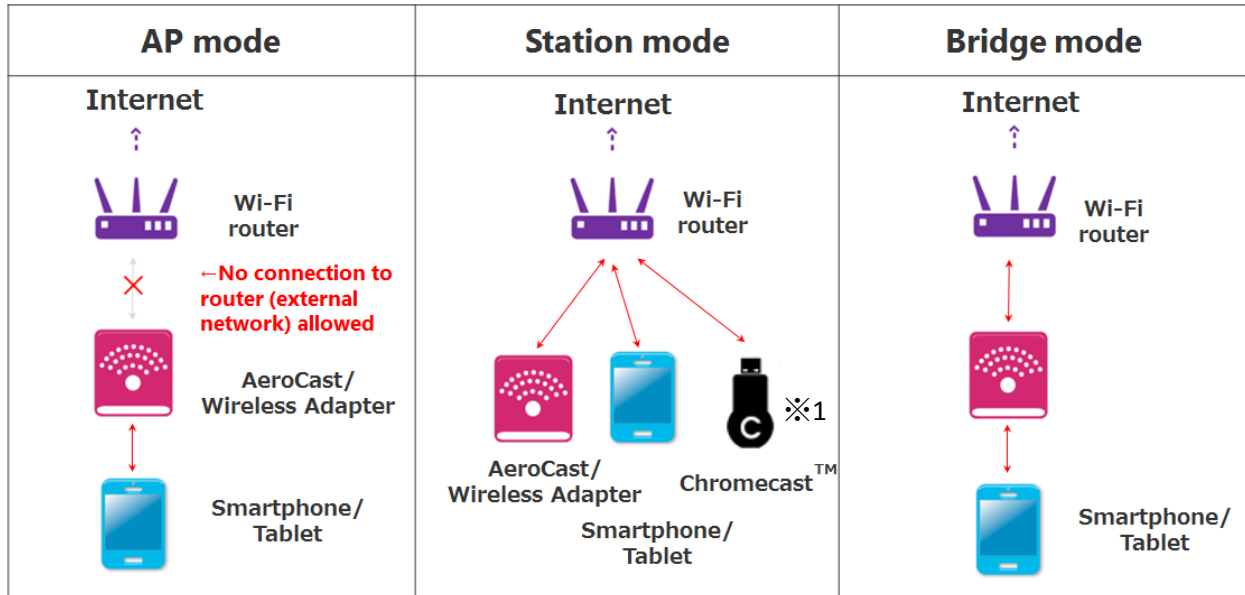 AP mode
Station mode
Bridge mode
Internet
Wi-Fi
router
←No connection to
router (external
network) allowed
AeroCast/
Wireless Adapter
Smartphone/
Tablet
Internet
Wi-Fi
router
C
※1
AeroCast/
Wireless Adapter
Chromecast™
Smartphone/
Tablet
Internet
Wi-Fi
router
Smartphone/
Tablet